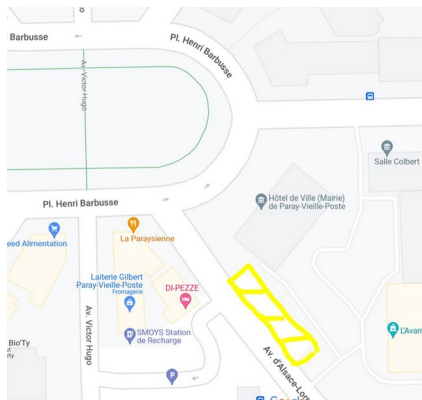 Barbusse
Pl. Henri Barbusse
Av. Victor Hugo
Salle Colbert
Hôtel de Ville (Mairie)
de Paray-Vieille-Poste
Pl. Henri Barbusse
eed Alimentation
La Paraysienne
Laiterie Gilbert
Paray-Vieille-Poste
Fromagerie
DI-PEZZE
Av. Victor Hugo
SMOYS Station
de Recharge
Bio'Ty
P
L'Avan
Av. d'Alsace-Lorr